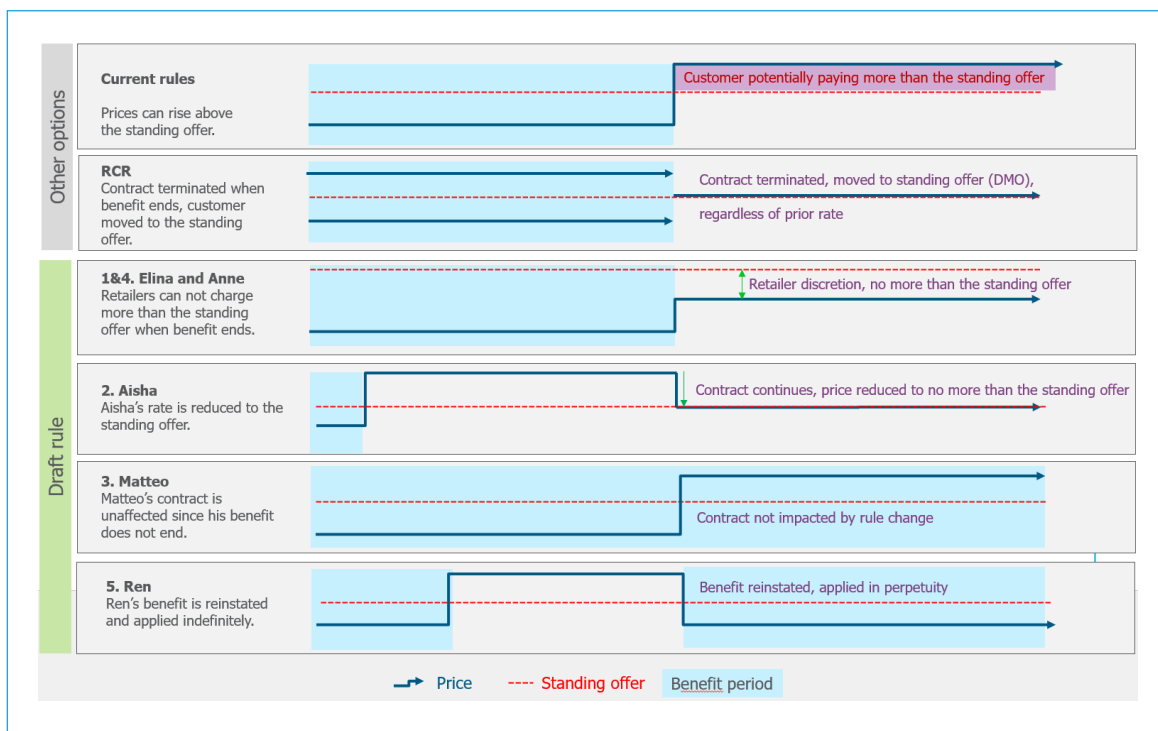 Other options
Current rules
Prices can rise above
the standing offer.
Customer potentially paying more than the standing offer
RCR
Contract terminated when
benefit ends, customer
moved to the standing
offer.
Contract terminated, moved to standing offer (DMO),
regardless of prior rate
Draft rule
1&4. Elina and Anne
Retailers can not charge
more than the standing
offer when benefit ends.
Retailer discretion, no more than the standing offer
2. Aisha
Aisha's rate is reduced to the
standing offer.
Contract continues, price reduced to no more than the standing offer
3. Matteo
Matteo's contract is
unaffected since his benefit
does not end.
Contract not impacted by rule change
5. Ren
Ren's benefit is reinstated
and applied indefinitely.
Benefit reinstated, applied in perpetuity
Price
Standing offer
Benefit period